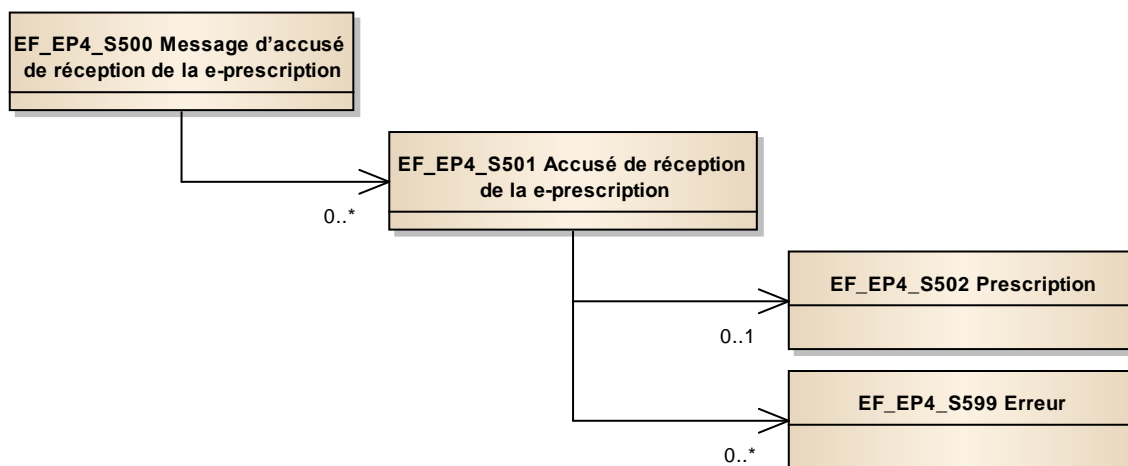 EF_EP4_S500 Message d’accusé
de réception de la e-prescription
EF_EP4_S501 Accusé de réception
de la e-prescription
0..*
EF_EP4_S502 Prescription
0..1
EF_EP4_S599 Erreur
0..*